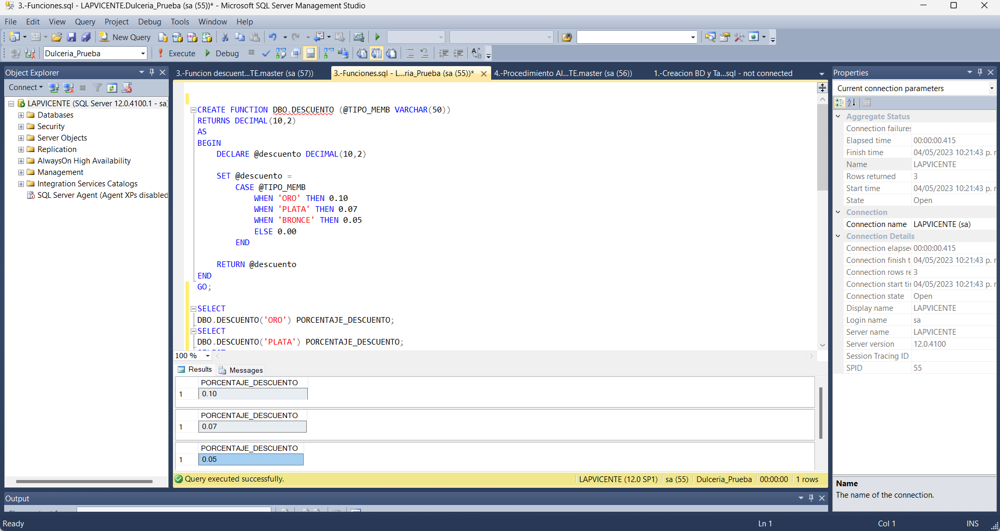 3.-Funciones.sql - LAPVICENTE.Dulceria_Prueba (sa (55))* - Microsoft SQL Server Management Studio
File Edit View Query Project Debug Tools Window Help
New Query
Dulceria_Prueba Execute Debug
Object Explorer
Connect
LAPVICENTE (SQL Server 12.0.4100.1 - sa)
Databases
Security
Server Objects
Replication
AlwaysOn High Availability
Management
Integration Services Catalogs
SQL Server Agent (Agent XPs disabled
3.-Funcion descuent...TE.master (sa (57)) 3.-Funciones.sql - L...ria_Prueba (sa (55))* 4.-Procedimiento Al...TE.master (sa (56)) 1.-Creacion BD y Ta...sql - not connected
CREATE FUNCTION DBO.DESCUENTO (@TIPO_MEMB VARCHAR(50))
RETURNS DECIMAL(10,2)
AS
BEGIN
DECLARE @descuento DECIMAL(10,2)
SET @descuento =
CASE @TIPO_MEMB
WHEN 'ORO' THEN 0.10
WHEN 'PLATA' THEN 0.07
WHEN 'BRONCE' THEN 0.05
ELSE 0.00
END
RETURN @descuento
END
GO;
SELECT
DBO.DESCUENTO('ORO') PORCENTAJE_DESCUENTO;
SELECT
DBO.DESCUENTO('PLATA') PORCENTAJE_DESCUENTO;
100 %
Results Messages
PORCENTAJE_DESCUENTO
1 0.10
PORCENTAJE_DESCUENTO
1 0.07
PORCENTAJE_DESCUENTO
1 0.05
Query executed successfully. LAPVICENTE (12.0 SP1) sa (55) Dulceria_Prueba 00:00:00 1 rows
Properties
Current connection parameters
Aggregate Status
Connection failures
Elapsed time 00:00:00.415
Finish time 04/05/2023 10:21:43 p. r
Name LAPVICENTE
Rows returned 3
Start time 04/05/2023 10:21:43 p. r
State Open
Connection
Connection name LAPVICENTE (sa)
Connection Details
Connection elapse 00:00:00.415
Connection finish t 04/05/2023 10:21:43 p. r
Connection rows re 3
Connection start ti 04/05/2023 10:21:43 p. r
Connection state Open
Display name LAPVICENTE
Login name sa
Server name LAPVICENTE
Server version 12.0.4100
Session Tracing ID
SPID 55
Name
The name of the connection.
Output
Ready Ln 1 Col 1 INS